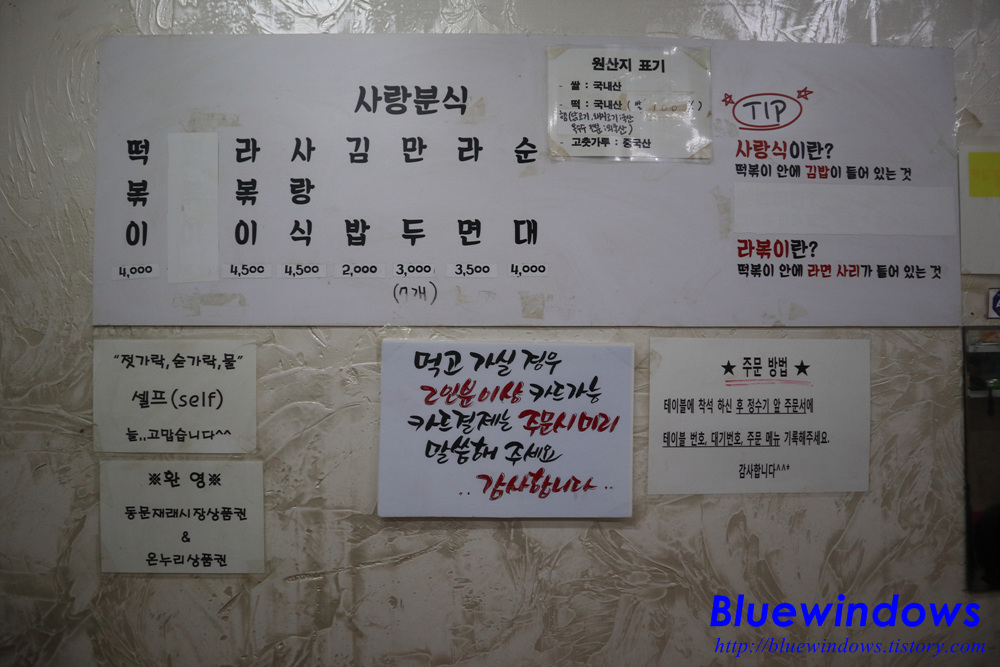 사랑분식
떡볶이 4,000
라볶이 4,500
사랑식 4,500
김밥 2,000
만두 3,000
(7개)
라면 3,500
순대 4,000
원산지 표기
- 쌀 : 국내산
- 떡 : 국내산 (
- 고춧가루 : 중국산
TIP
사랑식이란?
떡볶이 안에 김밥이 들어 있는 것
라볶이란?
떡볶이 안에 라면 사리가 들어 있는 것
"젓가락, 숟가락, 물"
셀프(self)
늘,,고맙습니다^^
※환 영※
동문재래시장상품권
&
온누리상품권
먹고 가실 경우
2인분이상 카드가능
카드결제는 주문시 미리
말씀해 주세요
..감사합니다..
★ 주문 방법 ★
테이블에 착석 하신 후 정수기 앞 주문서에
테이블 번호, 대기번호, 주문 메뉴 기록해주세요.
감사합니다^^*
Bluewindows
http://bluewindows.tistory.com